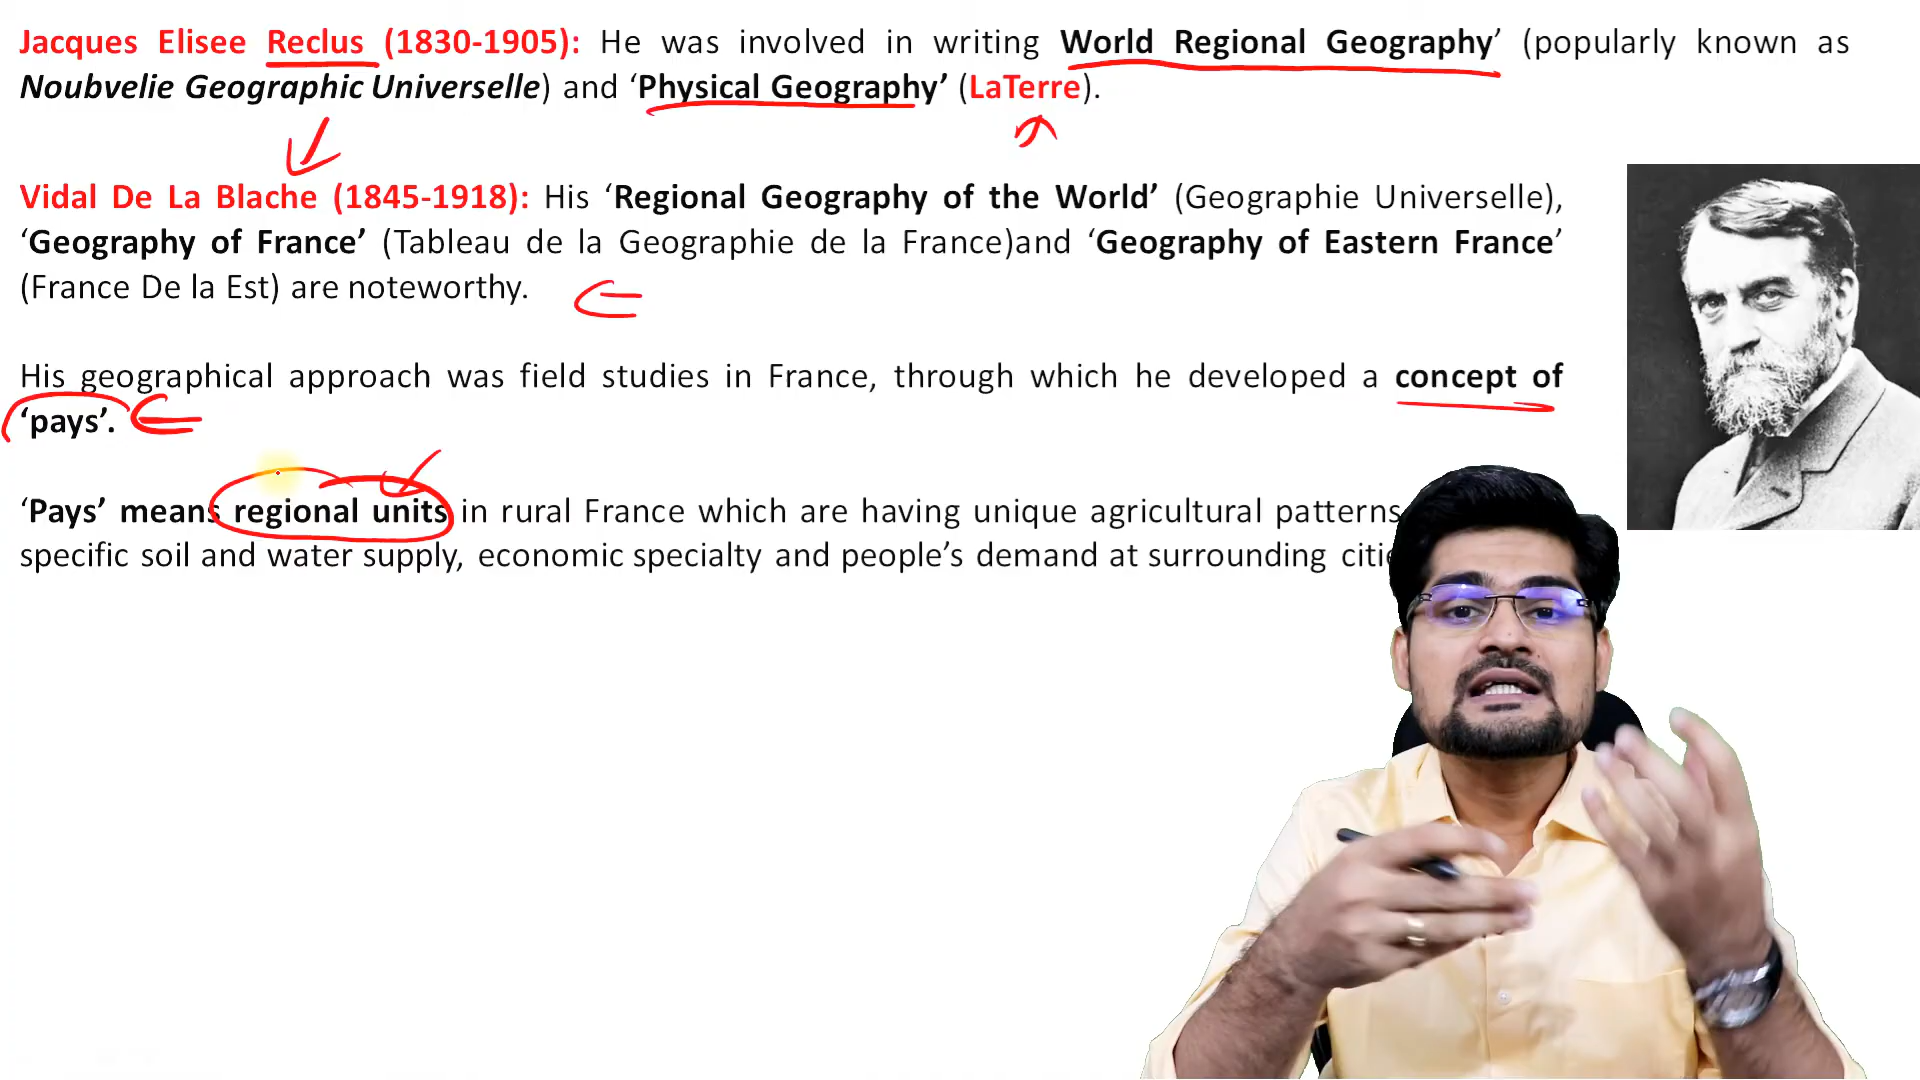 Jacques Elisee Reclus (1830-1905): He was involved in writing World Regional Geography’ (popularly known as
Noubvelie Geographic Universelle) and ‘Physical Geography’ (LaTerre).
Vidal De La Blache (1845-1918): His ‘Regional Geography of the World’ (Geographie Universelle),
‘Geography of France’ (Tableau de la Geographie de la France)and ‘Geography of Eastern France’
(France De la Est) are noteworthy.
His geographical approach was field studies in France, through which he developed a concept of
‘pays’.
‘Pays’ means regional units in rural France which are having unique agricultural patterns
specific soil and water supply, economic specialty and people’s demand at surrounding